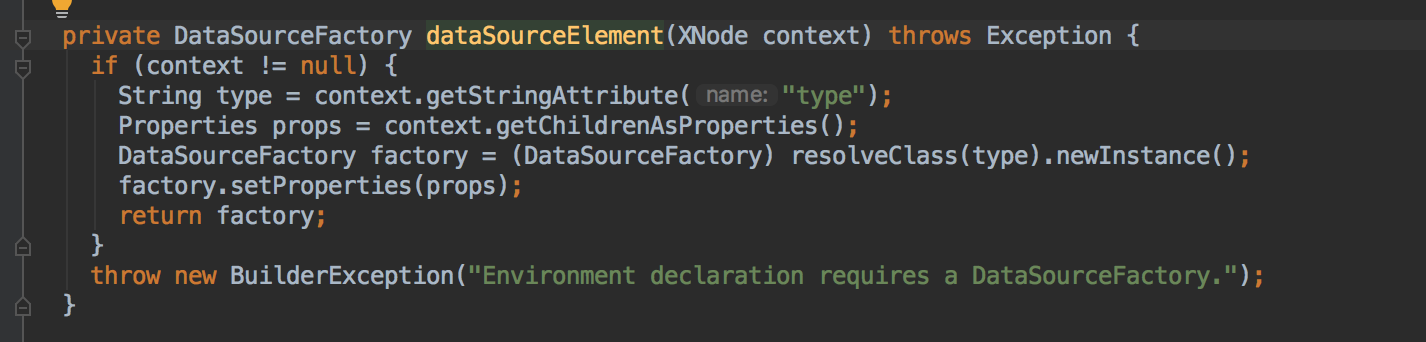 private DataSourceFactory dataSourceElement(XNode context) throws Exception {
if (context != null) {
String type = context.getStringAttribute( name: "type");
Properties props = context.getChildrenAsProperties();
DataSourceFactory factory = (DataSourceFactory) resolveClass(type).newInstance();
factory.setProperties(props);
return factory;
}
throw new BuilderException("Environment declaration requires a DataSourceFactory.");
}